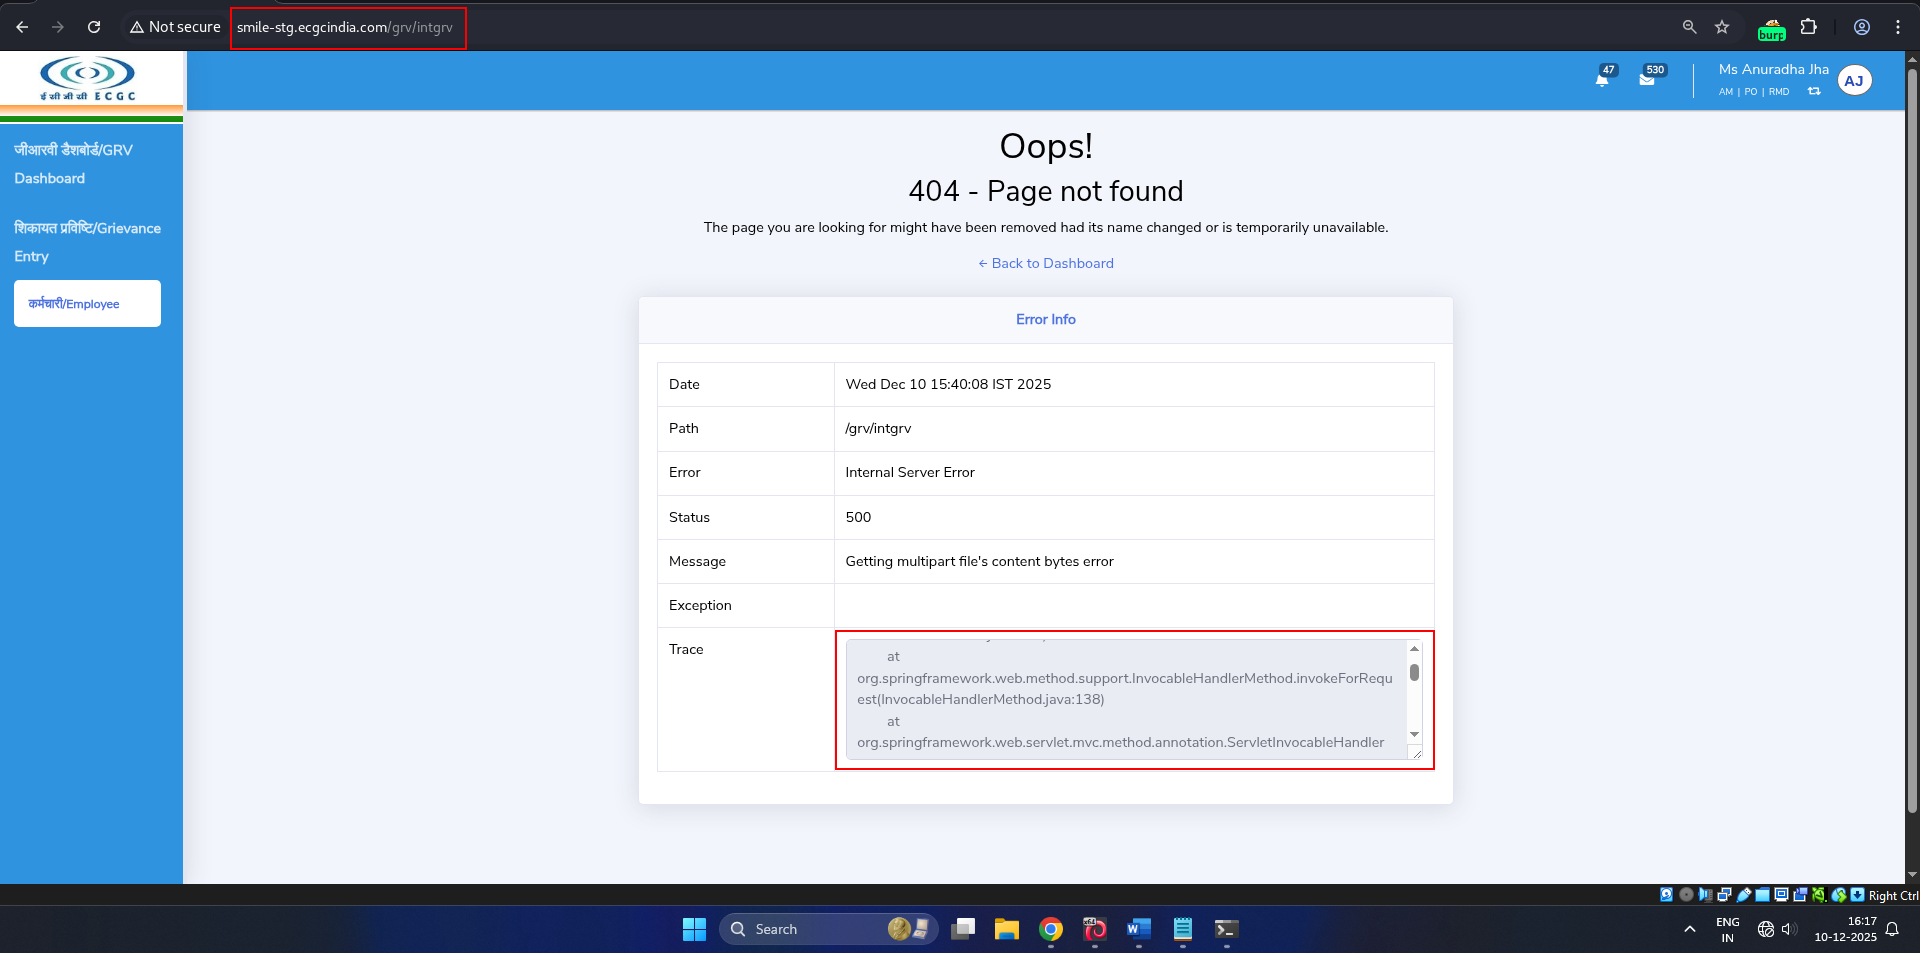 Not secure
smile-stg.ecgcindia.com/grv/intgrv
burp
ई सी जी सी E C G C
47
530
Ms Anuradha Jha
AM | PO | RMD
AJ
जीआरवी डैशबोर्ड/GRV
Dashboard
शिकायत प्रविष्टि/Grievance
Entry
कर्मचारी/Employee
Oops!
404 - Page not found
The page you are looking for might have been removed had its name changed or is temporarily unavailable.
← Back to Dashboard
Error Info
Date Wed Dec 10 15:40:08 IST 2025
Path /grv/intgrv
Error Internal Server Error
Status 500
Message Getting multipart file's content bytes error
Exception
Trace
at
org.springframework.web.method.support.InvocableHandlerMethod.invokeForRequ
est(InvocableHandlerMethod.java:138)
at
org.springframework.web.servlet.mvc.method.annotation.ServletInvocableHandler
Right Ctrl
Search
ENG
IN
16:17
10-12-2025